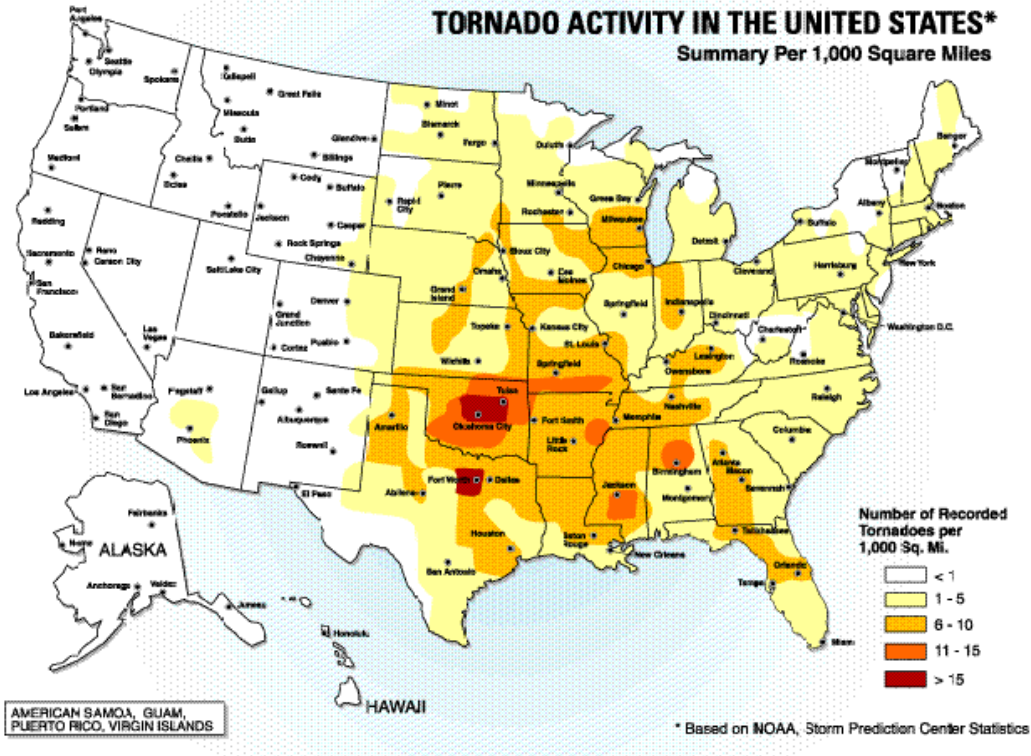 TORNADO ACTIVITY IN THE UNITED STATES*
Summary Per 1,000 Square Miles
Port
Angeles
Seattle
Olympia
Spokane
Portland
Salem
Medford
Kalispell
Great Falls
Missoula
Butte
Glendive
Billings
Boise
Pocatello
Cody
Buffalo
Jackson
Casper
Rock Springs
Cheyenne
Minot
Bismarck
Fargo
Pierre
Rapid
City
Duluth
Minneapolis
Rochester
Green Bay
Milwaukee
Redding
Sacramento
San
Francisco
Reno
Carson City
Bakersfield
Las
Vegas
Los Angeles
San
Bernardino
San
Diego
Salt Lake City
Grand
Junction
Denver
Cortez
Pueblo
Flagstaff
Phoenix
Gallup
Santa Fe
Albuquerque
Roswell
El Paso
Sioux City
Omaha
Grand
Island
Des
Moines
Topeka
Wichita
Kansas City
St. Louis
Springfield
Chicago
Springfield
Indianapolis
Cincinnati
Detroit
Cleveland
Buffalo
Albany
Montpelier
Bangor
Boston
New York
Harrisburg
Washington D.C.
Charleston
Roanoke
Raleigh
Columbia
Lexington
Owensboro
Nashville
Memphis
Tulsa
Oklahoma City
Fort Smith
Little
Rock
Amarillo
Abilene
Fort Worth
Dallas
Houston
San Antonio
Jackson
Baton
Rouge
New Orleans
Birmingham
Montgomery
Atlanta
Macon
Savannah
Tallahassee
Orlando
Tampa
Miami
Fairbanks
Nome
ALASKA
Anchorage
Valdez
Juneau
Honolulu
HAWAII
Number of Recorded
Tornadoes per
1,000 Sq. Mi.
< 1
1 - 5
6 - 10
11 - 15
> 15
AMERICAN SAMOA, GUAM,
PUERTO RICO, VIRGIN ISLANDS
* Based on NOAA, Storm Prediction Center Statistics